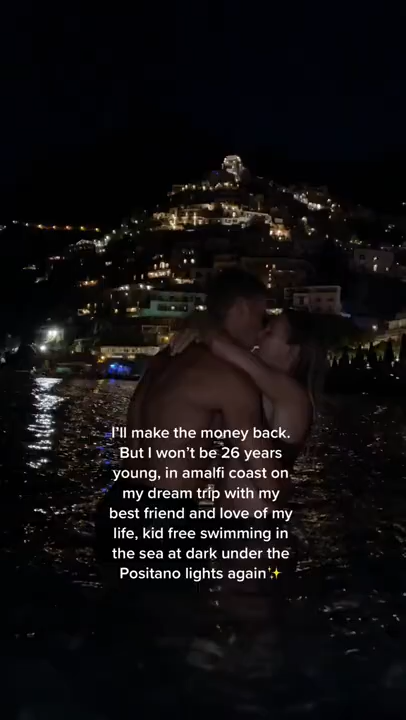 I'll make the money back.
But I won't be 26 years
young, in amalfi coast on
my dream trip with my
best friend and love of my
life, kid free swimming in
the sea at dark under the
Positano lights again✨